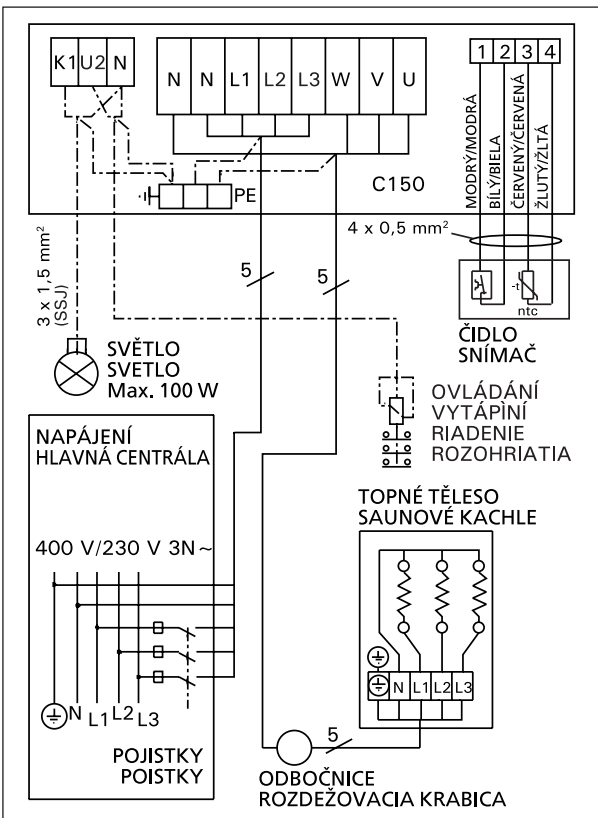 K1 U2 N
N N L1 L2 L3 W V U
1 2 3 4
MODRÝ/MODRÁ
BÍLÝ/BIELA
ČERVENÝ/ČERVENÁ
ŽLUTÝ/ŽLTÁ
PE
C150
4 x 0,5 mm²
3 x 1,5 mm²
(SSJ)
5
5
-t
ntc
ČIDLO
SNÍMAČ
SVĚTLO
SVETLO
Max. 100 W
OVLÁDÁNÍ
VYTÁPÌNÍ
RIADENIE
ROZOHRIATIA
NAPÁJENÍ
HLAVNÁ CENTRÁLA
400 V/230 V 3N~
N L1 L2 L3
POJISTKY
POISTKY
TOPNÉ TĚLESO
SAUNOVÉ KACHLE
N L1 L2 L3
5
ODBOČNICE
ROZDEŽOVACIA KRABICA